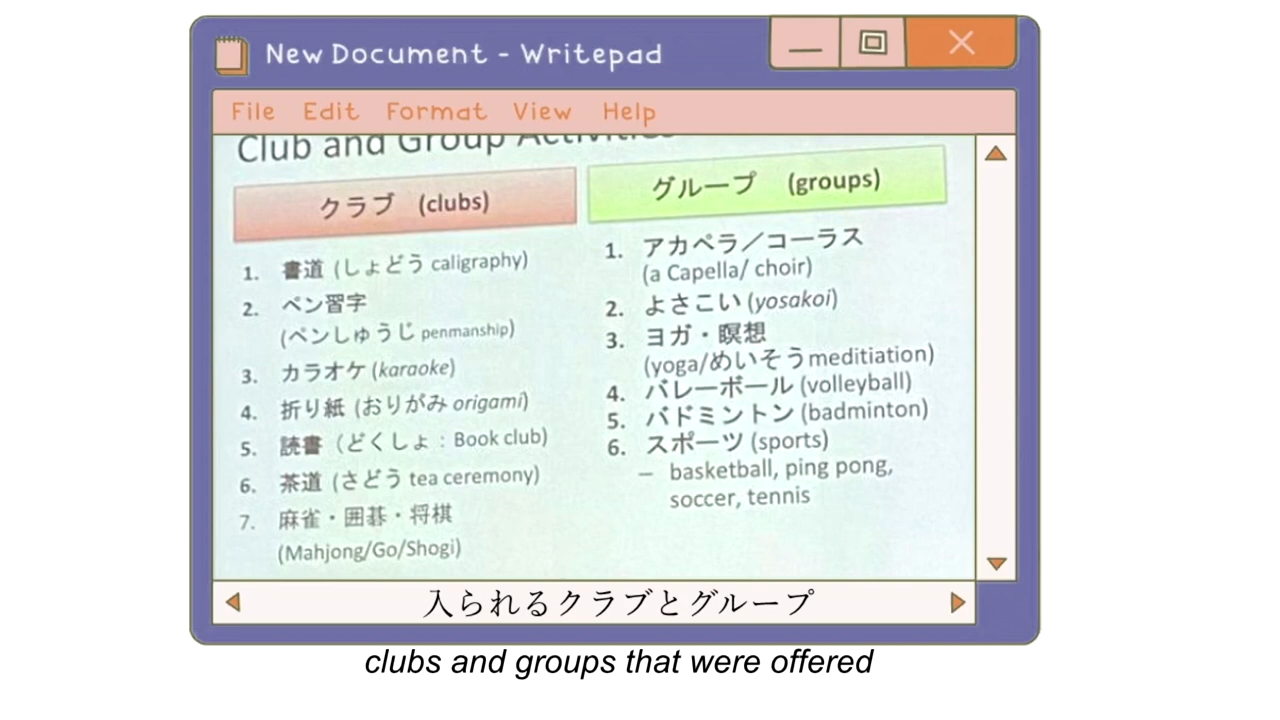 New Document - Writepad
File Edit Format View Help
Club and Group Activities
クラブ (clubs)
1. 書道 (しょどう caligraphy)
2. ペン習字
(ペンしゅうじ penmanship)
3. カラオケ (karaoke)
4. 折り紙 (おりがみ origami)
5. 読書 (どくしょ : Book club)
6. 茶道 (さどう tea ceremony)
7. 麻雀・囲碁・将棋
(Mahjong/Go/Shogi)
グループ (groups)
1. アカペラ／コーラス
(a Capella/ choir)
2. よさこい (yosakoi)
3. ヨガ・瞑想
(yoga/めいそう meditiation)
4. バレーボール (volleyball)
5. バドミントン (badminton)
6. スポーツ (sports)
– basketball, ping pong,
soccer, tennis
入られるクラブとグループ
clubs and groups that were offered